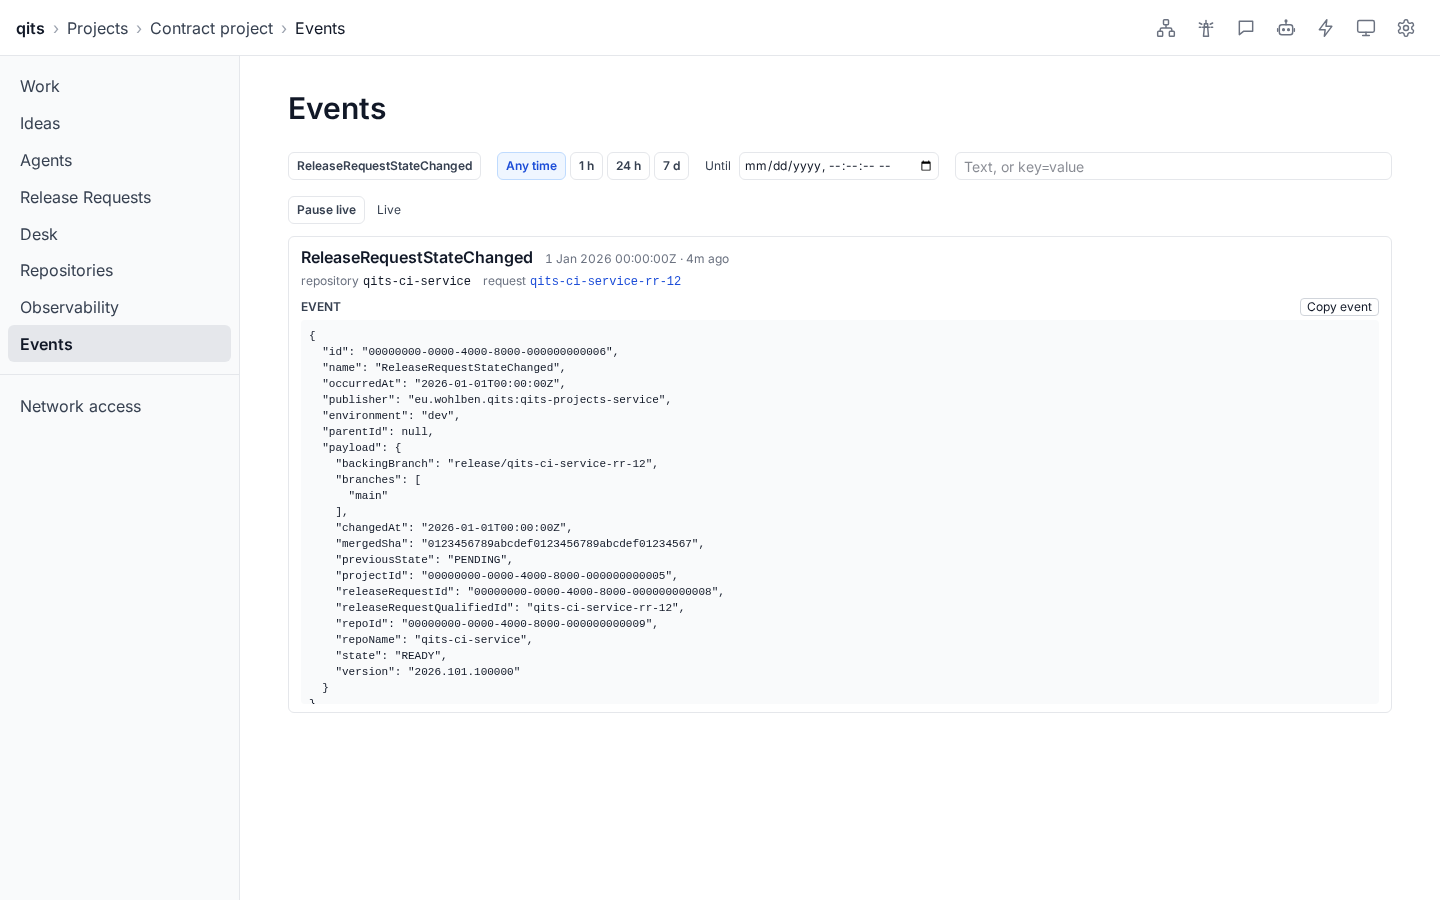 qits › Projects › Contract project › Events
Work
Ideas
Agents
Release Requests
Desk
Repositories
Observability
Events
Network access
Events
ReleaseRequestStateChanged Any time 1 h 24 h 7 d Until mm/dd/yyyy, --:--:-- -- Text, or key=value
Pause live Live
ReleaseRequestStateChanged 1 Jan 2026 00:00:00Z · 4m ago
repository qits-ci-service request qits-ci-service-rr-12
EVENT Copy event
{
  "id": "00000000-0000-4000-8000-000000000006",
  "name": "ReleaseRequestStateChanged",
  "occurredAt": "2026-01-01T00:00:00Z",
  "publisher": "eu.wohlben.qits:qits-projects-service",
  "environment": "dev",
  "parentId": null,
  "payload": {
    "backingBranch": "release/qits-ci-service-rr-12",
    "branches": [
      "main"
    ],
    "changedAt": "2026-01-01T00:00:00Z",
    "mergedSha": "0123456789abcdef0123456789abcdef01234567",
    "previousState": "PENDING",
    "projectId": "00000000-0000-4000-8000-000000000005",
    "releaseRequestId": "00000000-0000-4000-8000-000000000008",
    "releaseRequestQualifiedId": "qits-ci-service-rr-12",
    "repoId": "00000000-0000-4000-8000-000000000009",
    "repoName": "qits-ci-service",
    "state": "READY",
    "version": "2026.101.100000"
  }
}